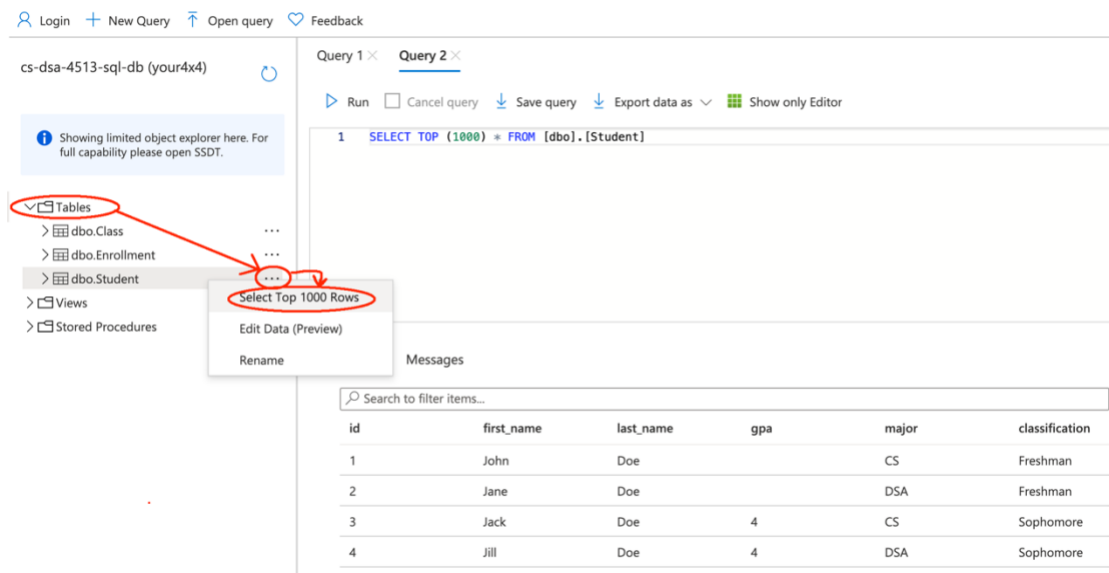 Login New Query Open query Feedback
cs-dsa-4513-sql-db (your4x4)
Showing limited object explorer here. For
full capability please open SSDT.
Tables
dbo.Class ...
dbo.Enrollment ...
dbo.Student ...
Views
Stored Procedures
Select Top 1000 Rows
Edit Data (Preview)
Rename
Query 1 Query 2
Run Cancel query Save query Export data as Show only Editor
1 SELECT TOP (1000) * FROM [dbo].[Student]
Messages
Search to filter items...
id first_name last_name gpa major classification
1 John Doe CS Freshman
2 Jane Doe DSA Freshman
3 Jack Doe 4 CS Sophomore
4 Jill Doe 4 DSA Sophomore